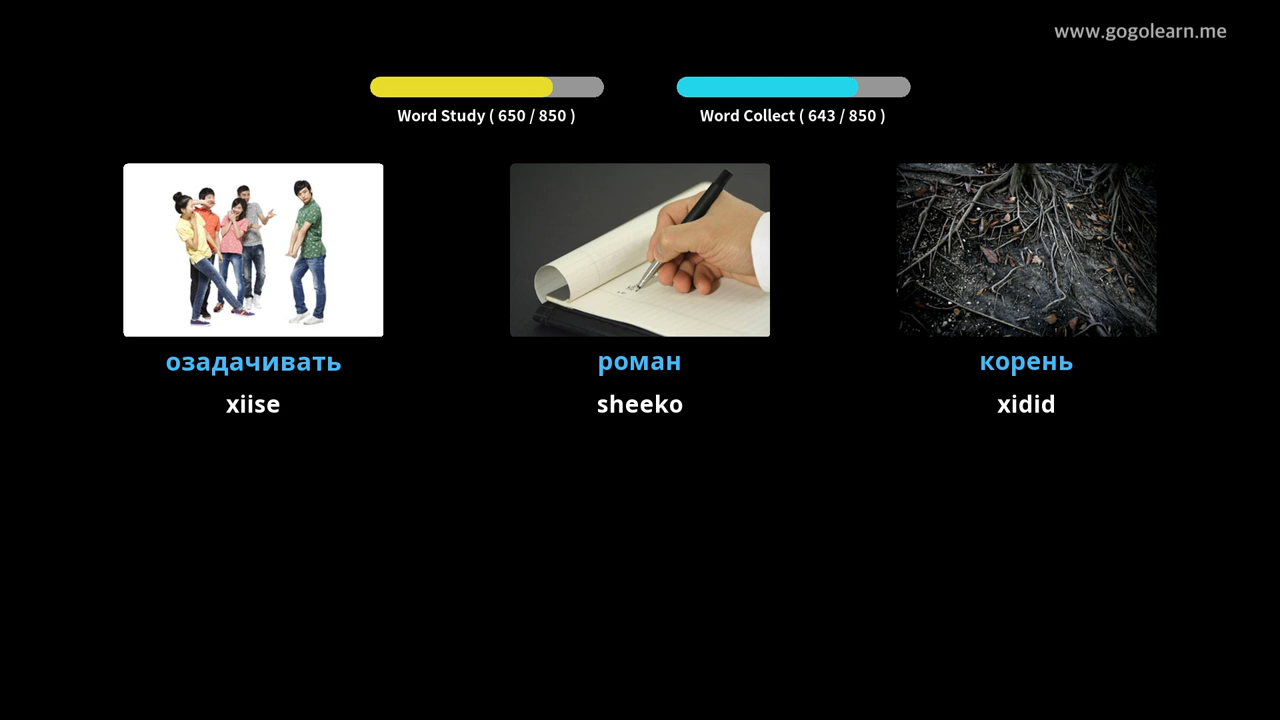 www.gogolearn.me
Word Study ( 650 / 850 )
Word Collect ( 643 / 850 )
озадачивать
роман
корень
xiise
sheeko
xidid